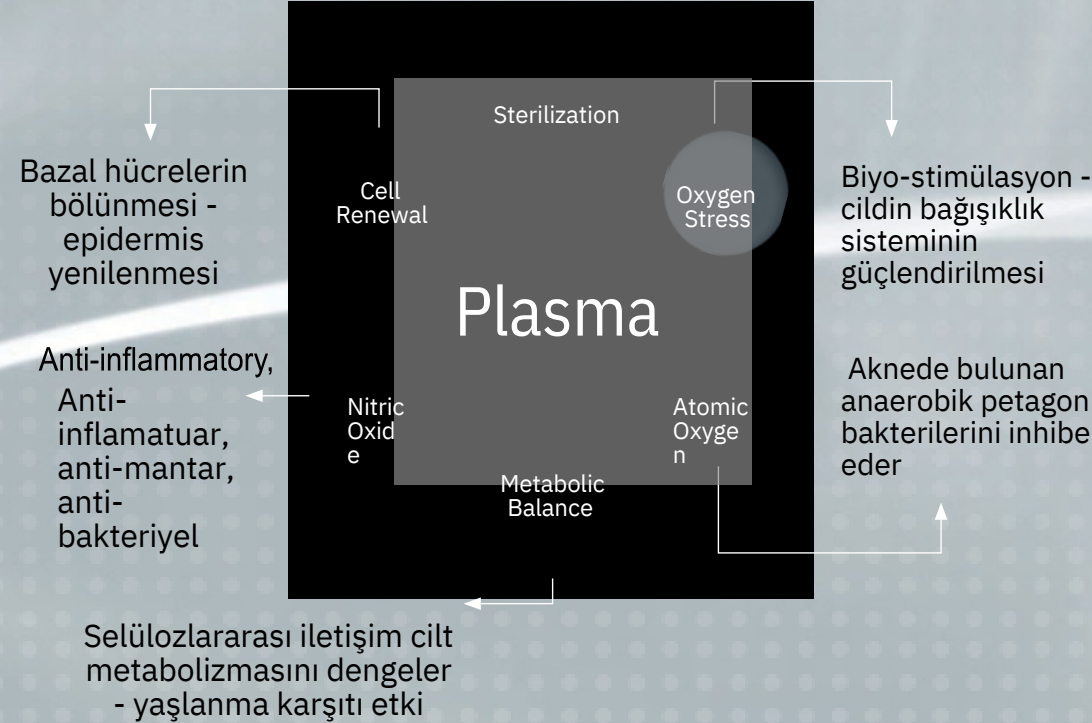 Sterilization
Cell
Renewal
Oxygen
Stress
Plasma
Nitric
Oxid
e
Atomic
Oxyge
n
Metabolic
Balance
Bazal hücrelerin
bölünmesi -
epidermis
yenilenmesi
Anti-inflammatory,
Anti-
inflamatuar,
anti-mantar,
anti-
bakteriyel
Biyo-stimülasyon -
cildin bağışıklık
sisteminin
güçlendirilmesi
Aknede bulunan
anaerobik petagon
bakterilerini inhibe
eder
Selülozlararası iletişim cilt
metabolizmasını dengeler
- yaşlanma karşıtı etki